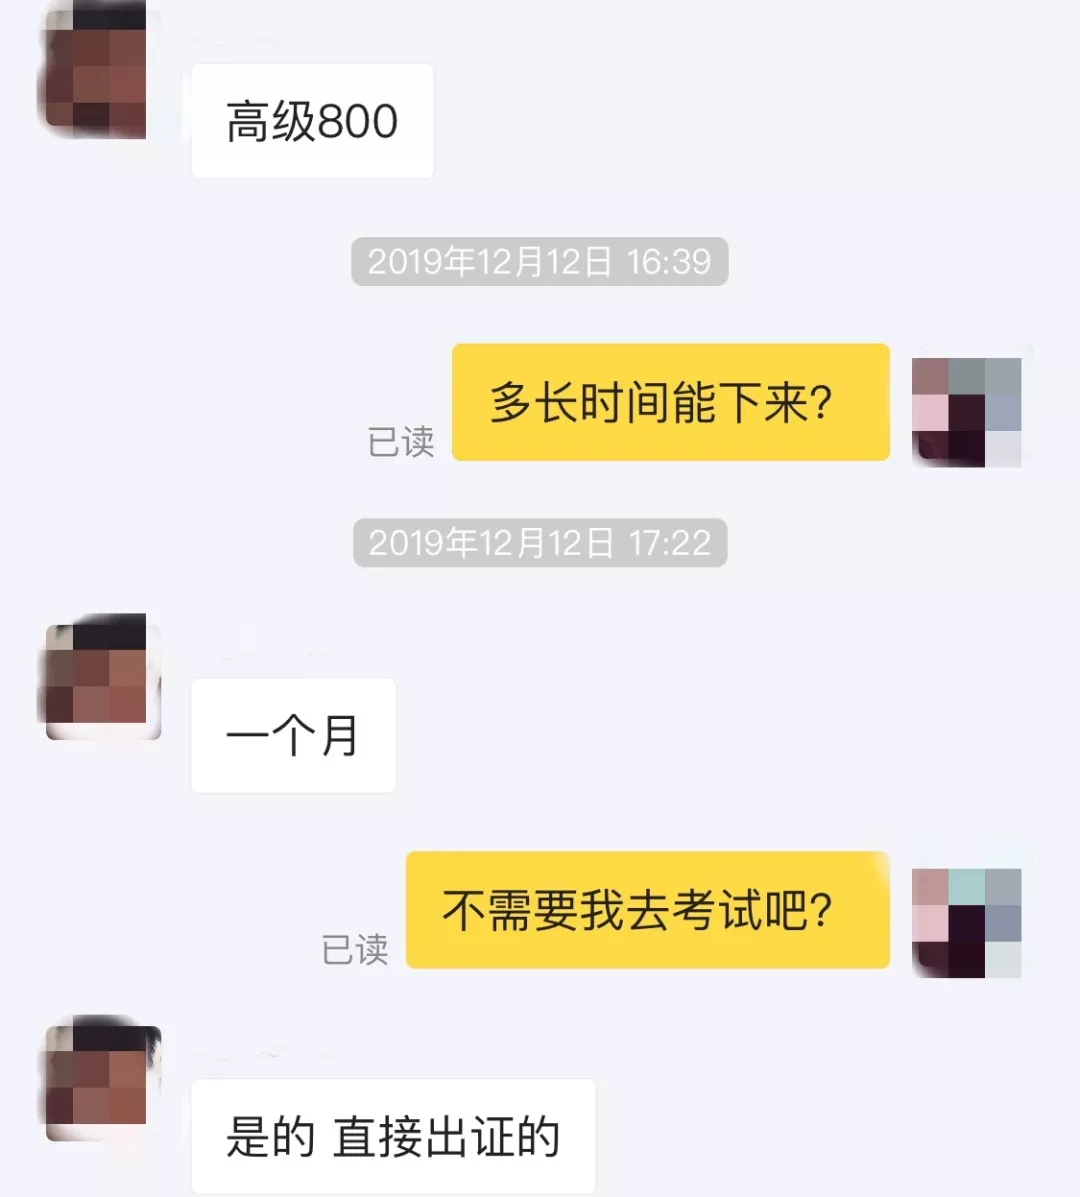 高级800
2019年12月12日 16:39
多长时间能下来?
已读
2019年12月12日 17:22
一个月
不需要我去考试吧?
已读
是的 直接出证的